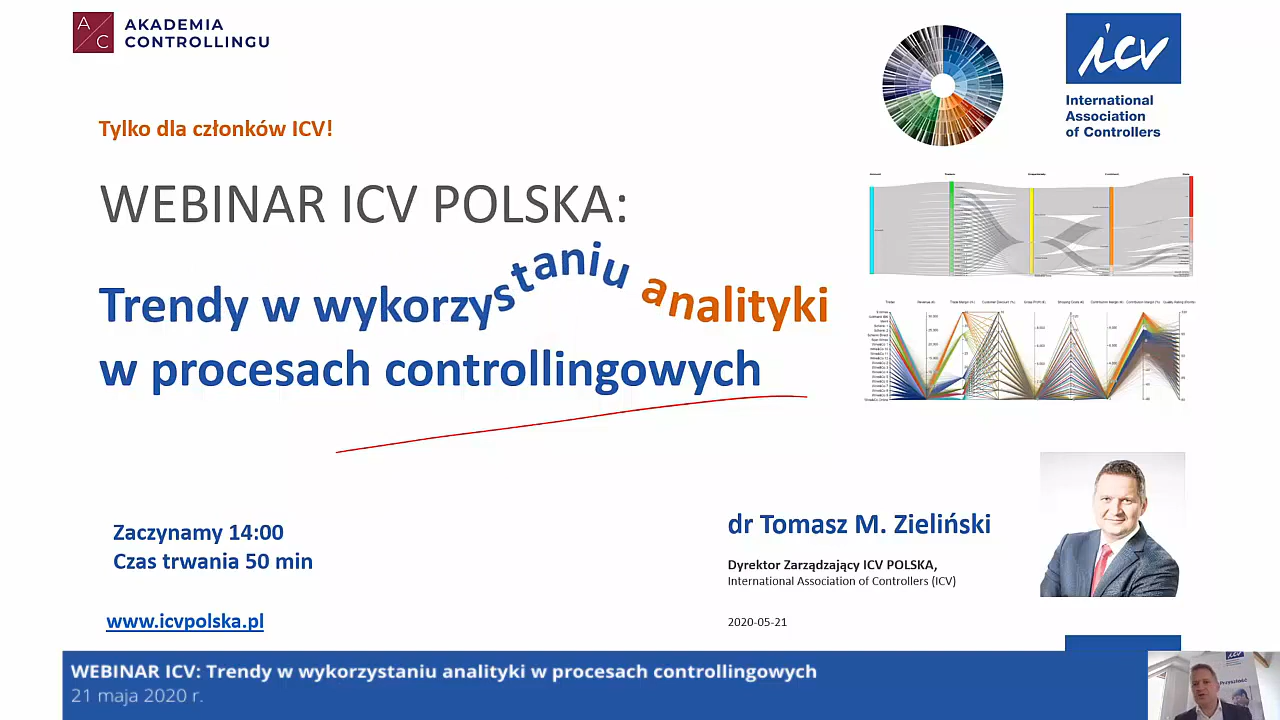 AKADEMIA
CONTROLLINGU
icv
International
Association
of Controllers
Tylko dla członków ICV!
WEBINAR ICV POLSKA:
Trendy w wykorzystaniu analityki
w procesach controllingowych
Zaczynamy 14:00
Czas trwania 50 min
www.icvpolska.pl
dr Tomasz M. Zieliński
Dyrektor Zarządzający ICV POLSKA,
International Association of Controllers (ICV)
2020-05-21
WEBINAR ICV: Trendy w wykorzystaniu analityki w procesach controllingowych
21 maja 2020 r.